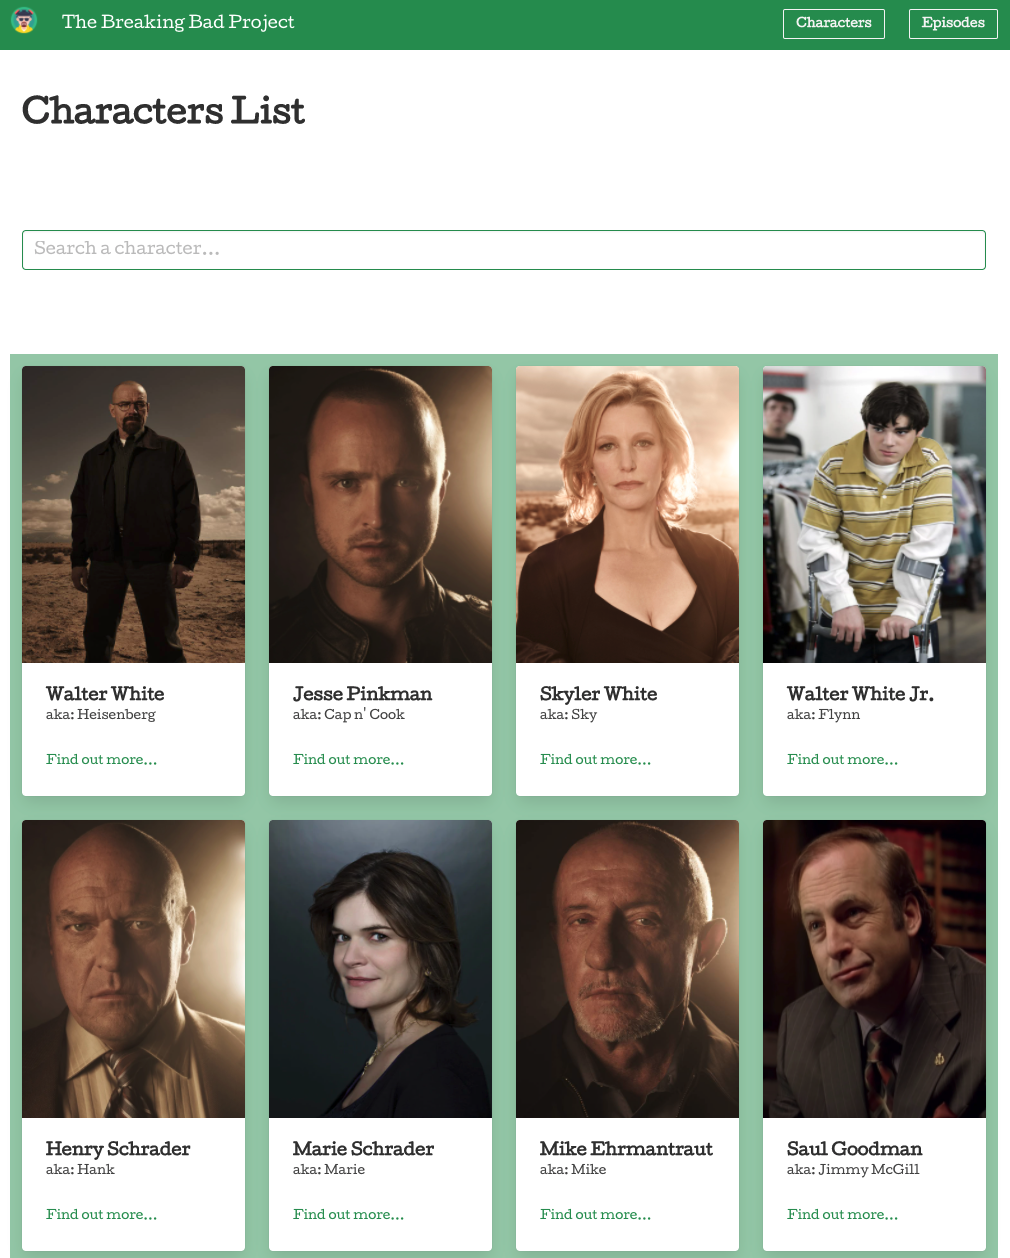 The Breaking Bad Project
Characters
Episodes
Characters List
Search a character...
Walter White
aka: Heisenberg
Find out more...
Jesse Pinkman
aka: Cap n' Cook
Find out more...
Skyler White
aka: Sky
Find out more...
Walter White Jr.
aka: Flynn
Find out more...
Henry Schrader
aka: Hank
Find out more...
Marie Schrader
aka: Marie
Find out more...
Mike Ehrmantraut
aka: Mike
Find out more...
Saul Goodman
aka: Jimmy McGill
Find out more...